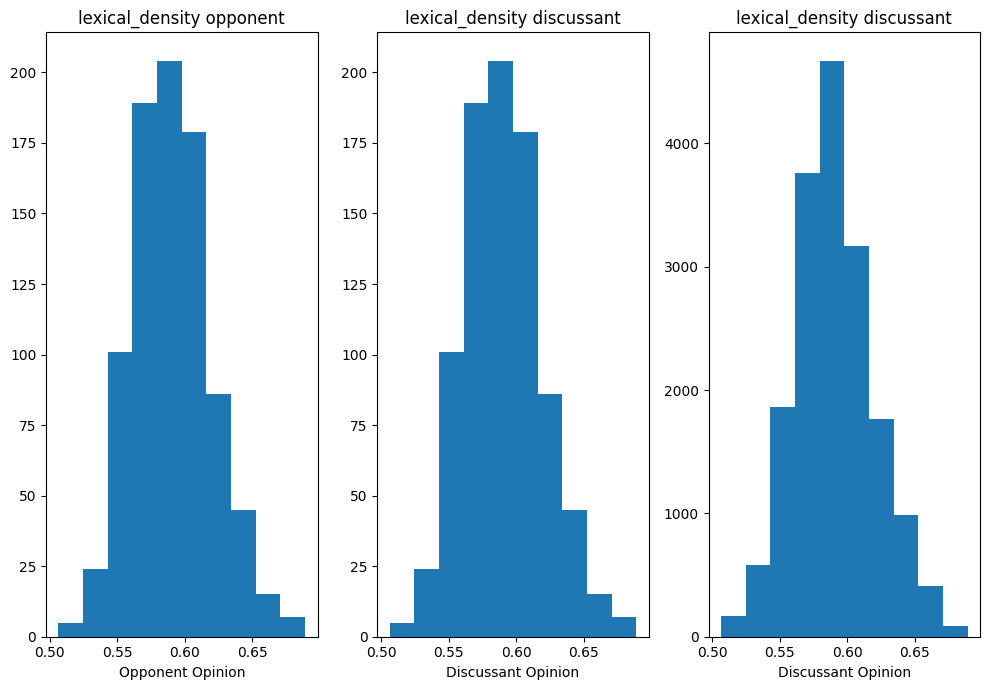 lexical_density opponent
200
175
150
125
100
75
50
25
0
0.50 0.55 0.60 0.65
Opponent Opinion
lexical_density discussant
200
175
150
125
100
75
50
25
0
0.50 0.55 0.60 0.65
Discussant Opinion
lexical_density discussant
4000
3000
2000
1000
0
0.50 0.55 0.60 0.65
Discussant Opinion